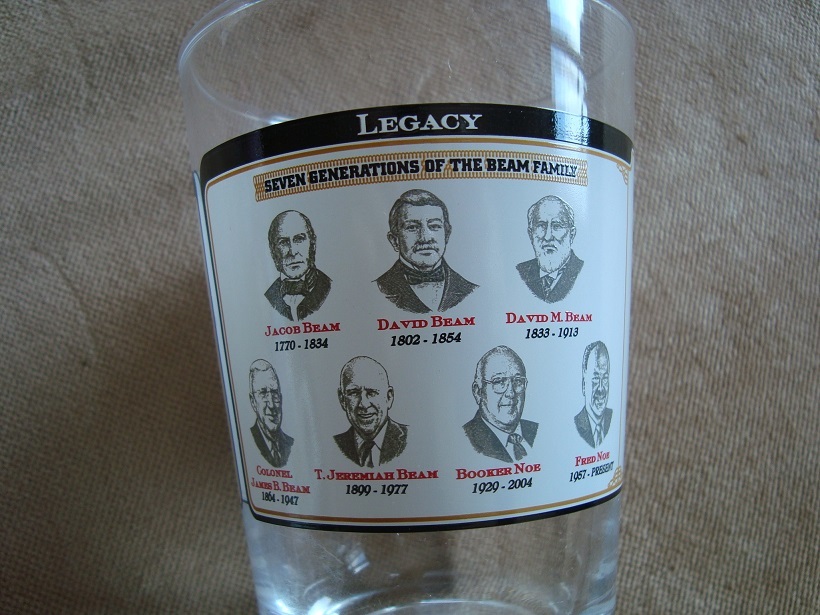 LEGACY
SEVEN GENERATIONS OF THE BEAM FAMILY
JACOB BEAM
1770 - 1834
DAVID BEAM
1802 - 1854
DAVID M. BEAM
1833 - 1913
COLONEL
JAMES B. BEAM
1864 - 1947
T. JEREMIAH BEAM
1899 - 1977
BOOKER NOE
1929 - 2004
FRED NOE
1957 - PRESENT